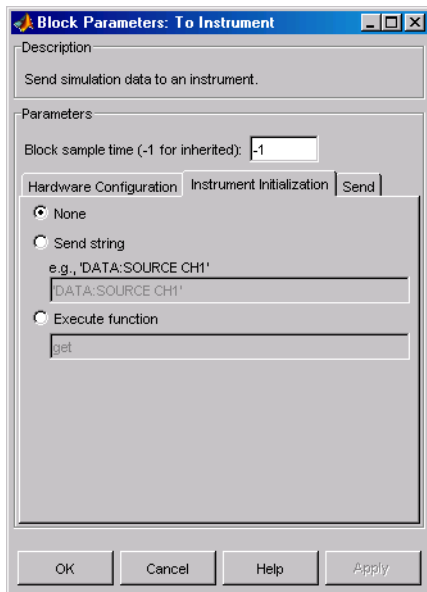 Block Parameters: To Instrument
Description
Send simulation data to an instrument.
Parameters
Block sample time (-1 for inherited): -1
Hardware Configuration Instrument Initialization Send
None
Send string
e.g., 'DATA:SOURCE CH1'
'DATA:SOURCE CH1'
Execute function
get
OK Cancel Help Apply